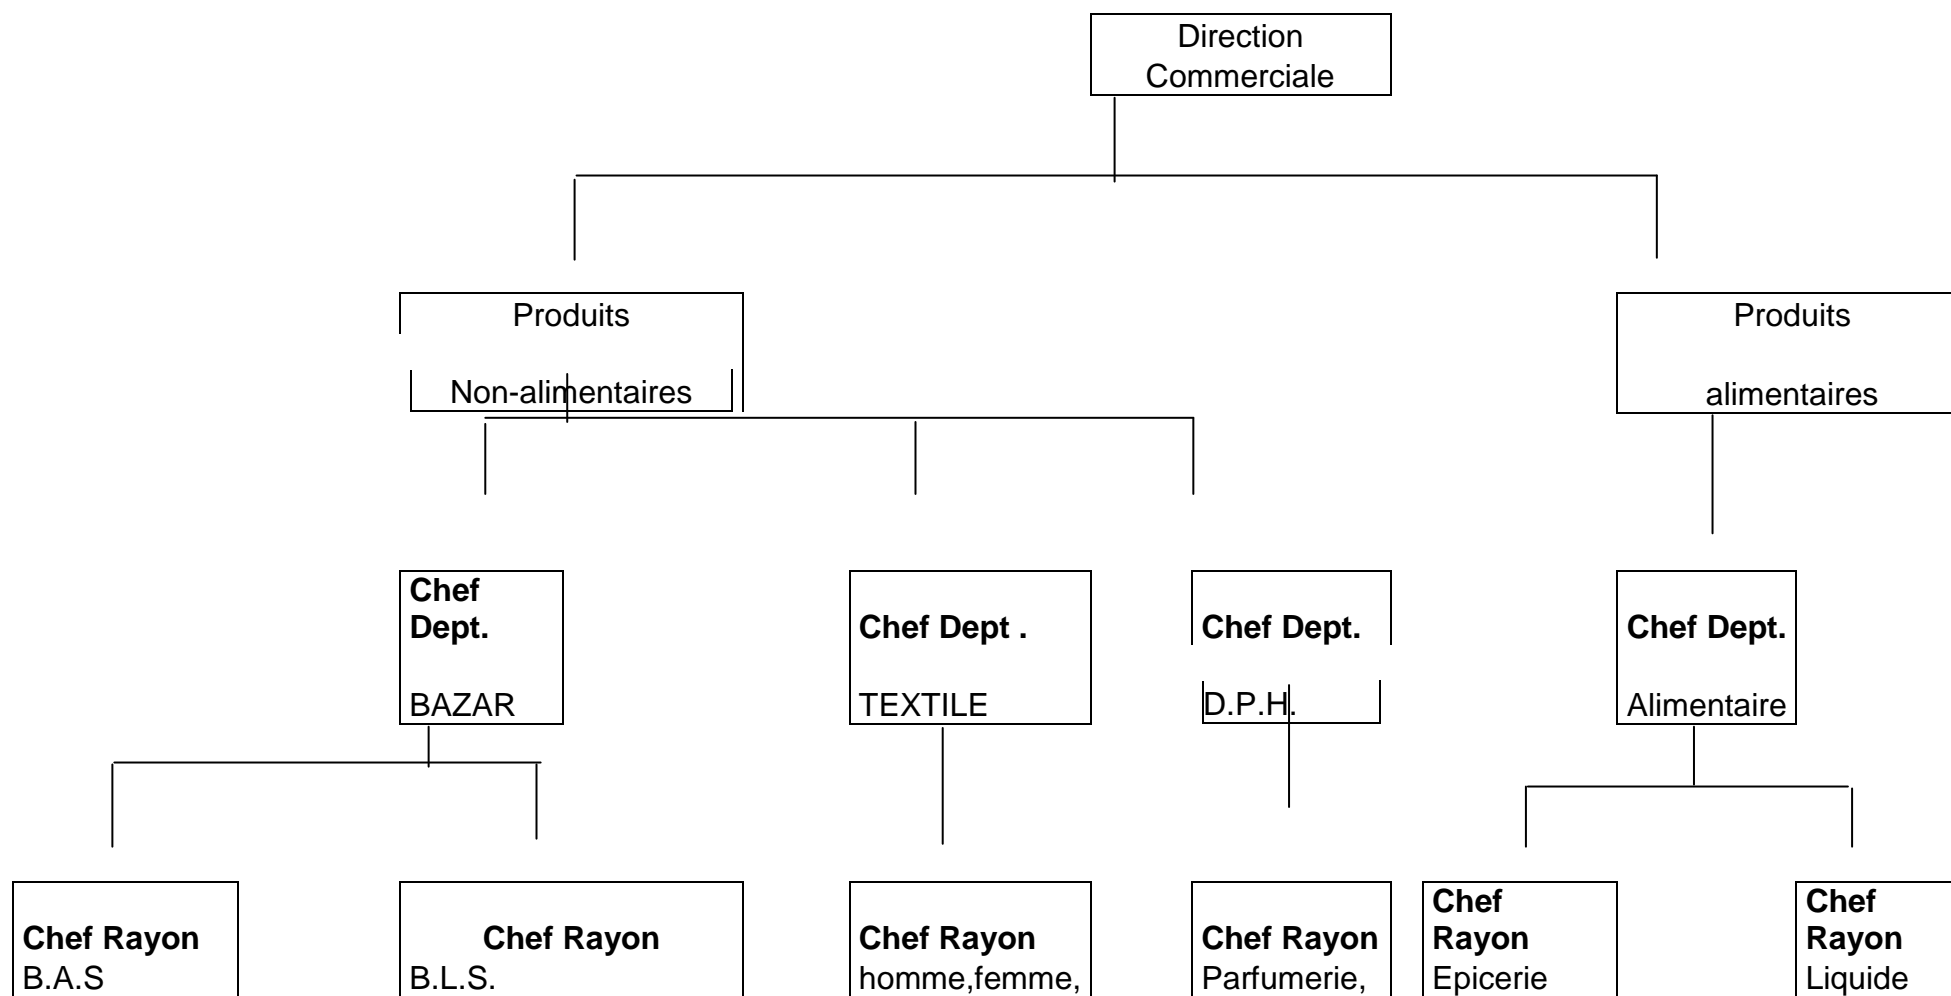 Direction
Commerciale
Produits
Non-alimentaires
Produits
alimentaires
Chef
Dept.
BAZAR
Chef Dept .
TEXTILE
Chef Dept.
D.P.H.
Chef Dept.
Alimentaire
Chef Rayon
B.A.S
Chef Rayon
B.L.S.
Chef Rayon
homme,femme,
Chef Rayon
Parfumerie,
Chef
Rayon
Epicerie
Chef
Rayon
Liquide